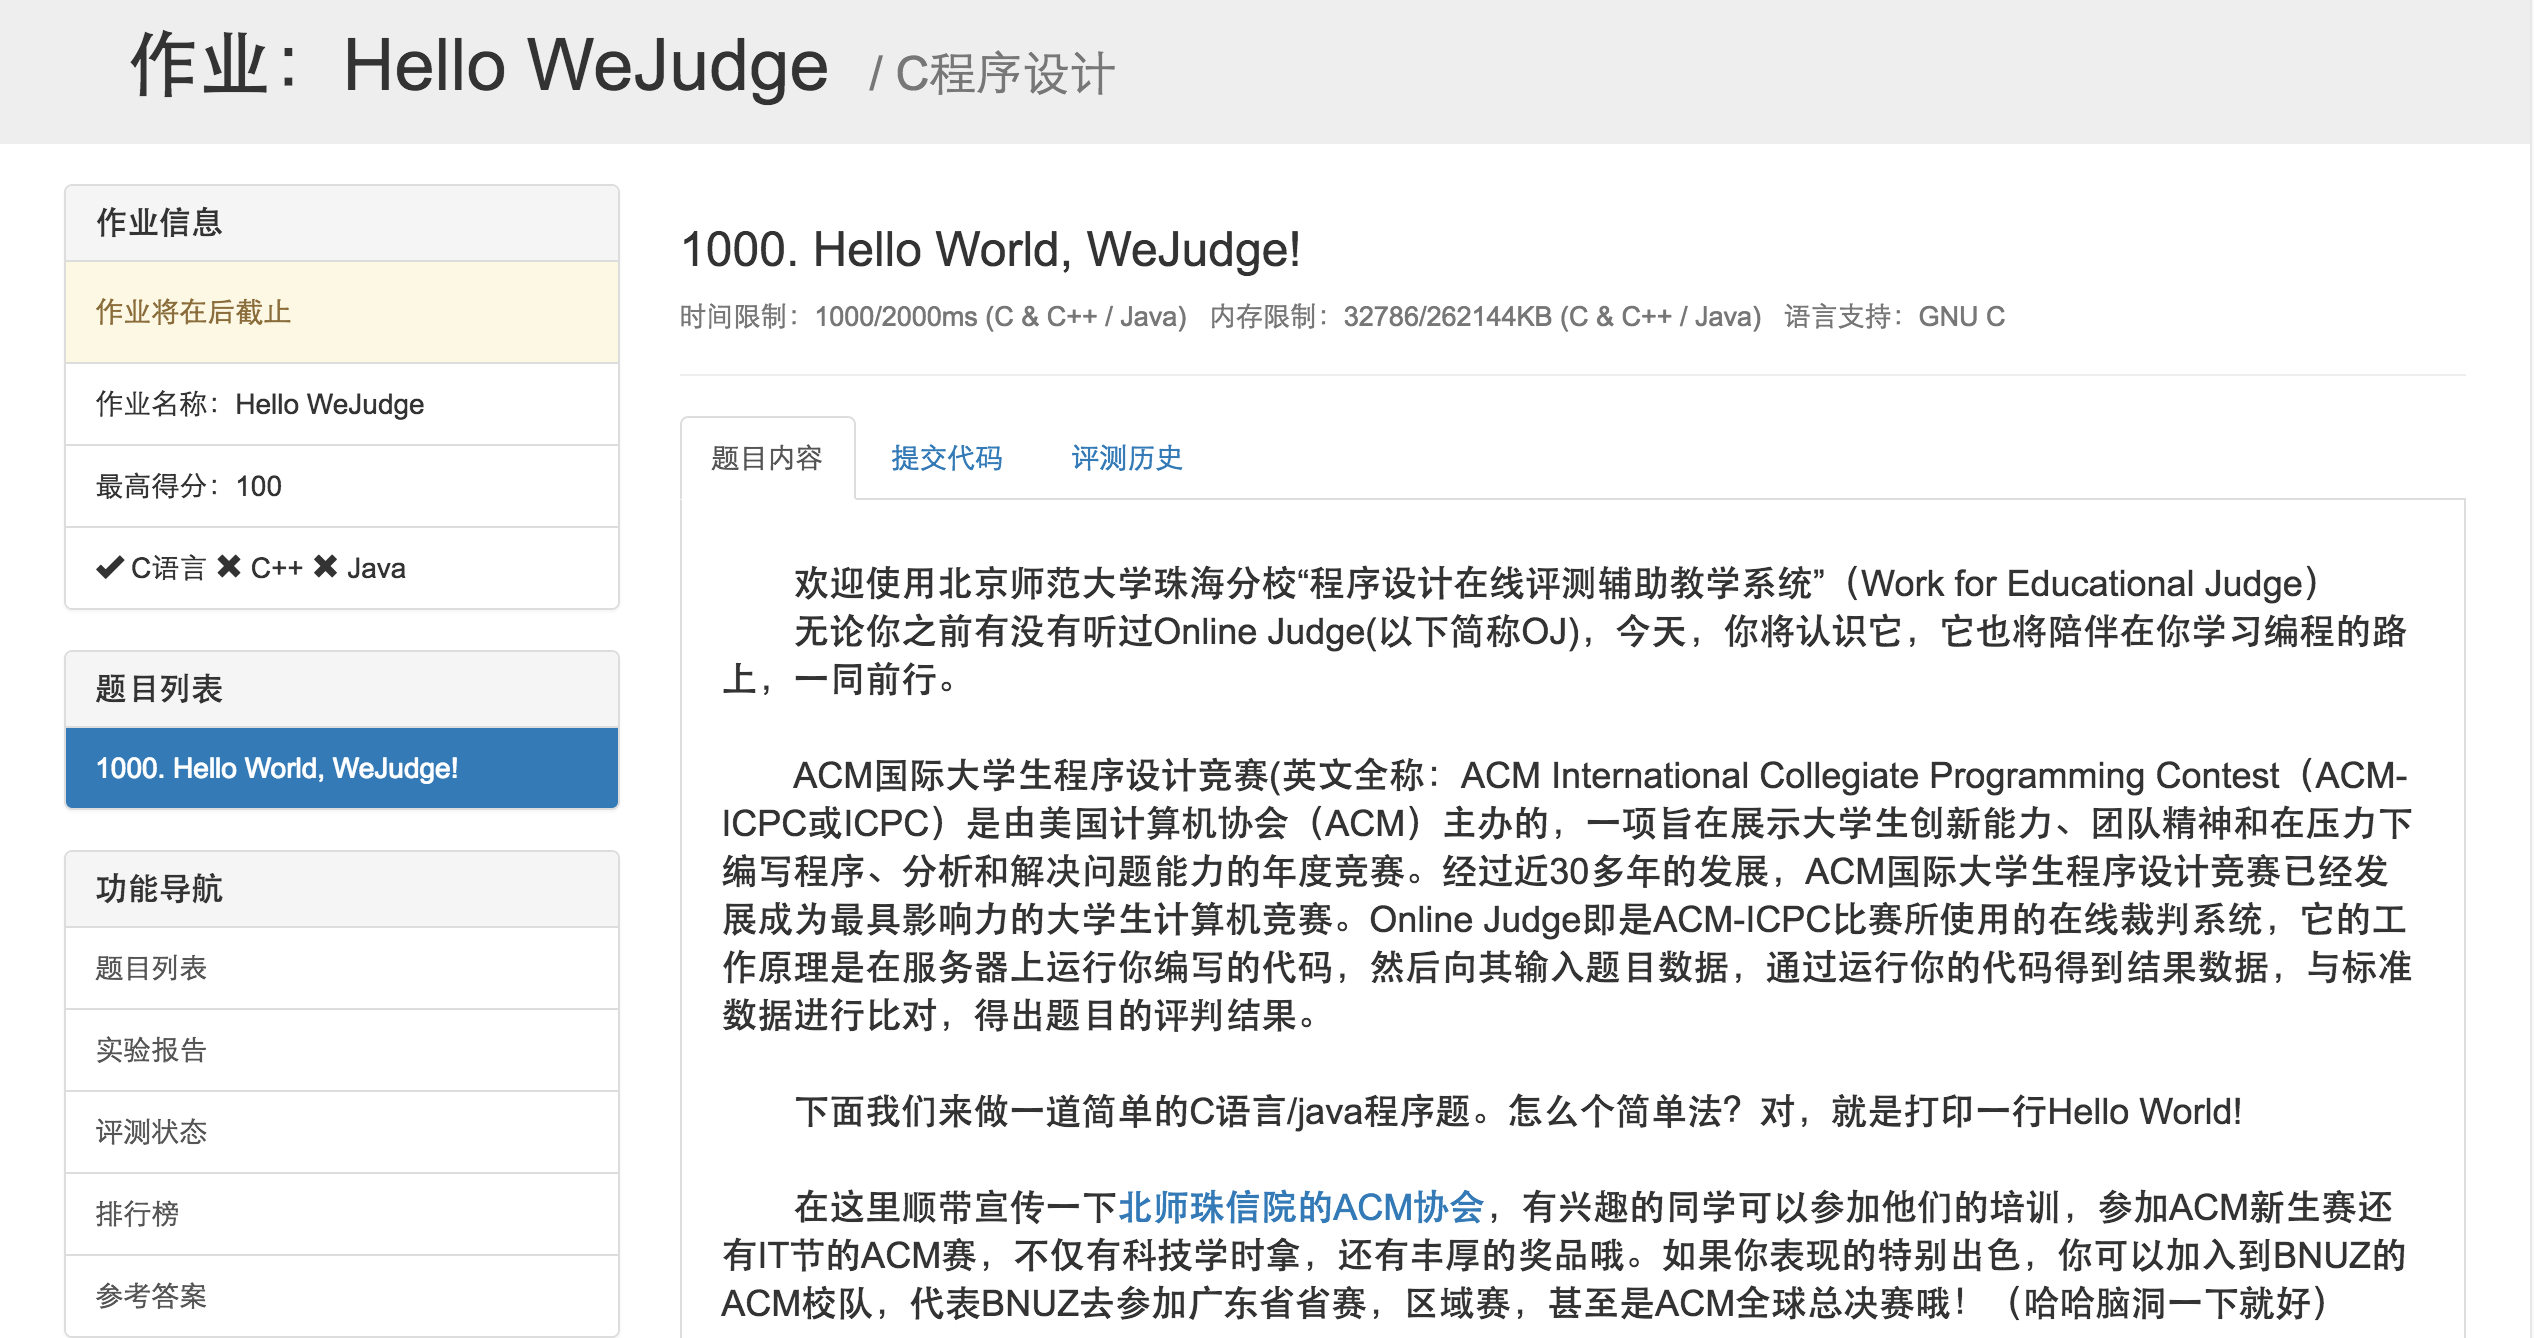 作业：Hello WeJudge / C程序设计
作业信息
作业将在后截止
作业名称：Hello WeJudge
最高得分：100
✔ C语言 ✖ C++ ✖ Java
题目列表
1000. Hello World, WeJudge!
功能导航
题目列表
实验报告
评测状态
排行榜
参考答案
1000. Hello World, WeJudge!
时间限制：1000/2000ms (C & C++ / Java) 内存限制：32786/262144KB (C & C++ / Java) 语言支持：GNU C
题目内容 提交代码 评测历史
欢迎使用北京师范大学珠海分校“程序设计在线评测辅助教学系统”（Work for Educational Judge）
无论你之前有没有听过Online Judge(以下简称OJ)，今天，你将认识它，它也将陪伴在你学习编程的路
上，一同前行。
ACM国际大学生程序设计竞赛(英文全称：ACM International Collegiate Programming Contest（ACM-
ICPC或ICPC）是由美国计算机协会（ACM）主办的，一项旨在展示大学生创新能力、团队精神和在压力下
编写程序、分析和解决问题能力的年度竞赛。经过近30多年的发展，ACM国际大学生程序设计竞赛已经发
展成为最具影响力的大学生计算机竞赛。Online Judge即是ACM-ICPC比赛所使用的在线裁判系统，它的工
作原理是在服务器上运行你编写的代码，然后向其输入题目数据，通过运行你的代码得到结果数据，与标准
数据进行比对，得出题目的评判结果。
下面我们来做一道简单的C语言/java程序题。怎么个简单法？对，就是打印一行Hello World!
在这里顺带宣传一下北师珠信院的ACM协会，有兴趣的同学可以参加他们的培训，参加ACM新生赛还
有IT节的ACM赛，不仅有科技学时拿，还有丰厚的奖品哦。如果你表现的特别出色，你可以加入到BNUZ的
ACM校队，代表BNUZ去参加广东省省赛，区域赛，甚至是ACM全球总决赛哦！（哈哈脑洞一下就好）